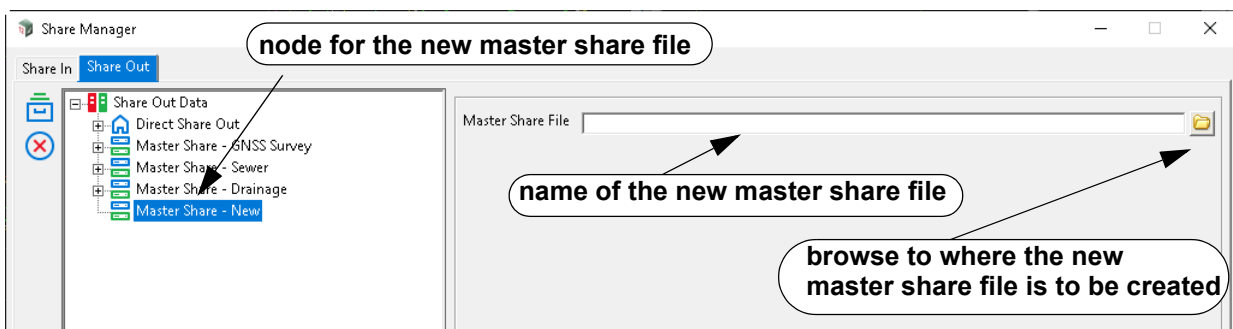 Share Manager
node for the new master share file
Share In Share Out
Share Out Data
Direct Share Out
Master Share - GNSS Survey
Master Share - Sewer
Master Share - Drainage
Master Share - New
Master Share File
name of the new master share file
browse to where the new
master share file is to be created